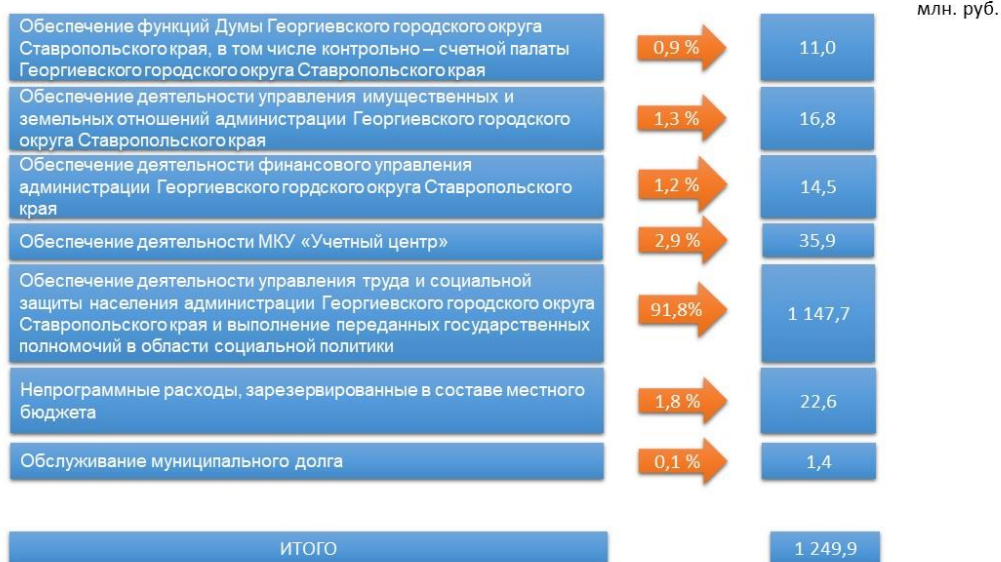 млн. руб.
Обеспечение функций Думы Георгиевского городского округа
Ставропольского края, в том числе контрольно – счетной палаты
Георгиевского городского округа Ставропольского края
0,9 %
11,0
Обеспечение деятельности управления имущественных и
земельных отношений администрации Георгиевского городского
округа Ставропольского края
1,3 %
16,8
Обеспечение деятельности финансового управления
администрации Георгиевского гордского округа Ставропольского
края
1,2 %
14,5
Обеспечение деятельности МКУ «Учетный центр»
2,9 %
35,9
Обеспечение деятельности управления труда и социальной
защиты населения администрации Георгиевского городского округа
Ставропольского края и выполнение переданных государственных
полномочий в области социальной политики
91,8%
1 147,7
Непрограммные расходы, зарезервированные в составе местного
бюджета
1,8 %
22,6
Обслуживание муниципального долга
0,1 %
1,4
ИТОГО
1 249,9